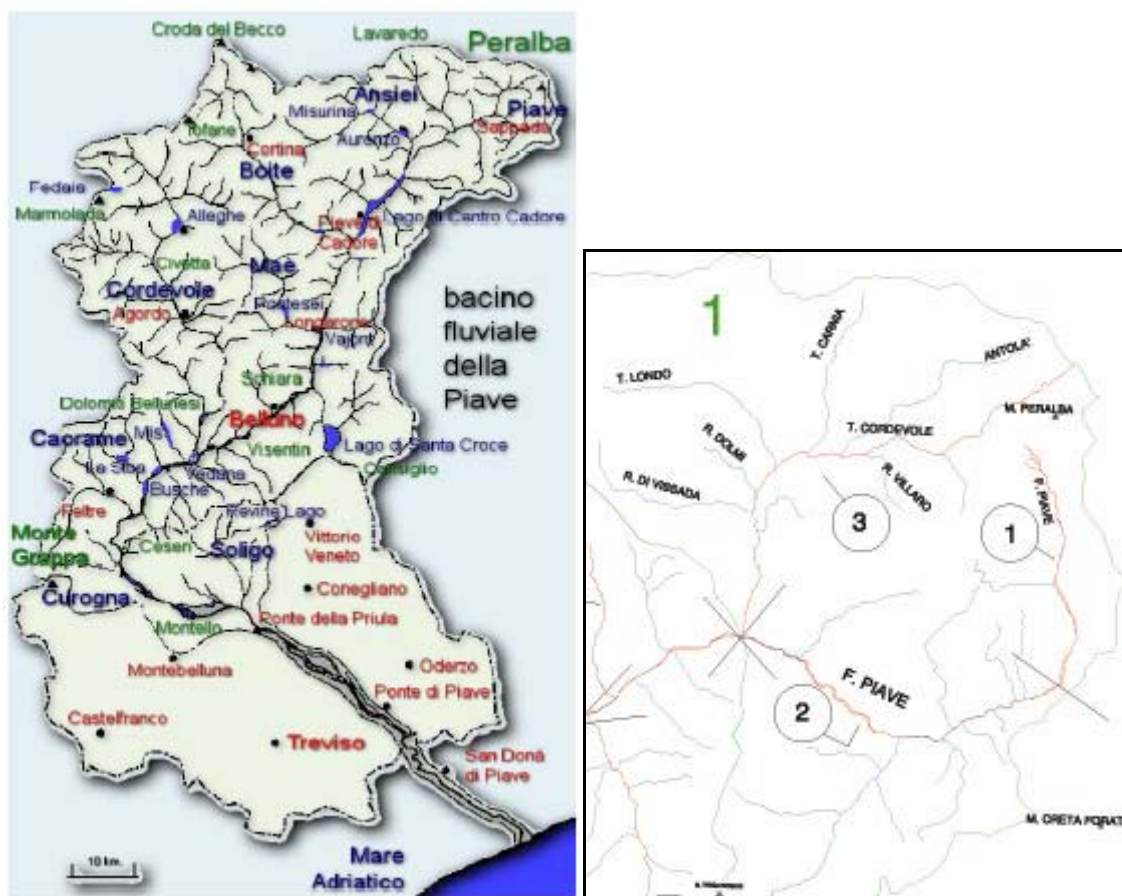 Croda del Becco
Lavaredo
Peralba
Ansiei
Misurina
Piave
Sappada
Tofane
Auronzo
Cortina
Boite
Fedaia
Marmolada
Alleghe
Lago di Centro Cadore
Pieve di
Cadore
Civetta
Maè
Cordevole
Pontesei
Agordo
Longarone
Vajont
bacino
fluviale
della
Piave
Schiara
Dolomiti Bellunesi
Belluno
Caorame
Mis
Visentin
Lago di Santa Croce
La Stua
Vedana
Cansiglio
Busche
Feltre
Revine Lago
Monte
Grappa
Cesen
Soligo
Vittorio
Veneto
Curogna
Conegliano
Montello
Ponte della Priula
Montebelluna
Oderzo
Ponte di Piave
Castelfranco
Treviso
San Donà
di Piave
10 km.
Mare
Adriatico
1
T. CARNIA
ANTOLA'
T. LONDO
M. PERALBA
R. DOLMI
T. CORDEVOLE
R. DI VISSADA
R. VILLARO
F. PIAVE
3
1
F. PIAVE
2
M. CRETA FORAT